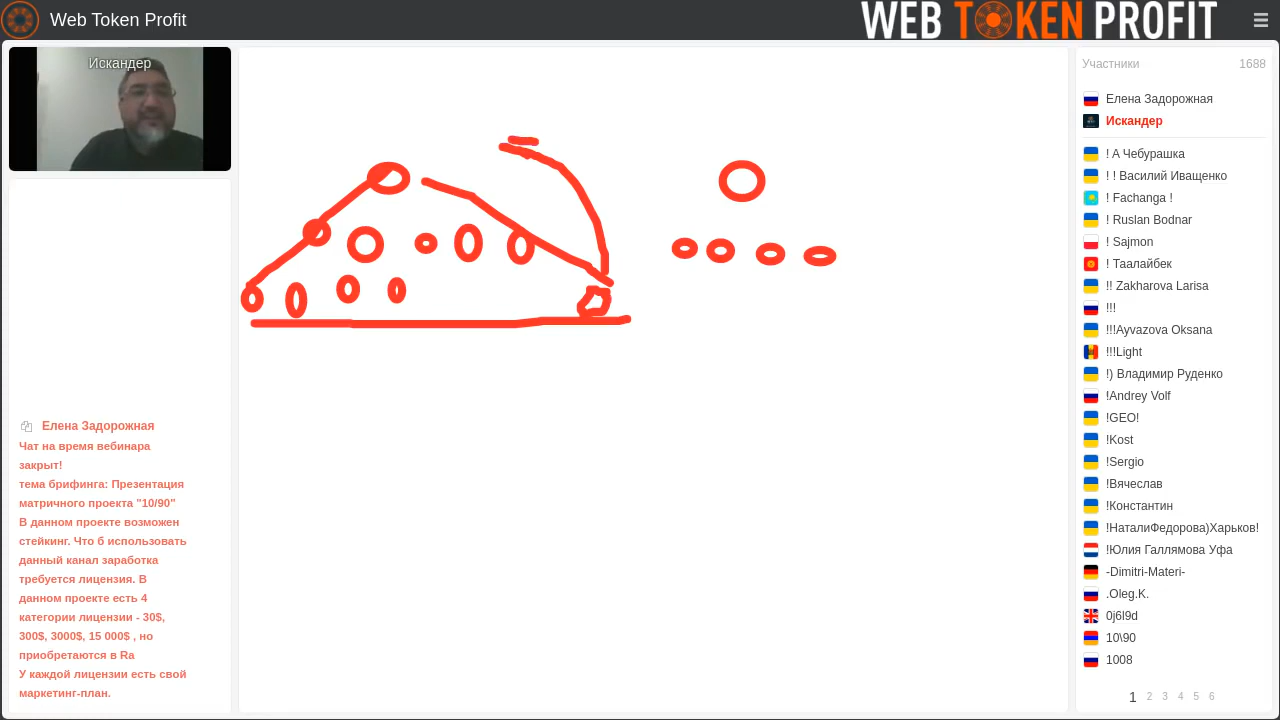 Web Token Profit
WEB TOKEN PROFIT
Искандер
Елена Задорожная
Чат на время вебинара
закрыт!
тема брифинга: Презентация
матричного проекта "10/90"
В данном проекте возможен
стейкинг. Что б использовать
данный канал заработка
требуется лицензия. В
данном проекте есть 4
категории лицензии - 30$,
300$, 3000$, 15 000$ , но
приобретаются в Ra
У каждой лицензии есть свой
маркетинг-план.
Участники 1688
Елена Задорожная
Искандер
! А Чебурашка
! ! Василий Иващенко
! Fachanga !
! Ruslan Bodnar
! Sajmon
! Таалайбек
!! Zakharova Larisa
!!!
!!!Ayvazova Oksana
!!!Light
!) Владимир Руденко
!Andrey Volf
!GEO!
!Kost
!Sergio
!Вячеслав
!Константин
!НаталиФедорова)Харьков!
!Юлия Галлямова Уфа
-Dimitri-Materi-
.Oleg.K.
0j6l9d
10\90
1008
1 2 3 4 5 6